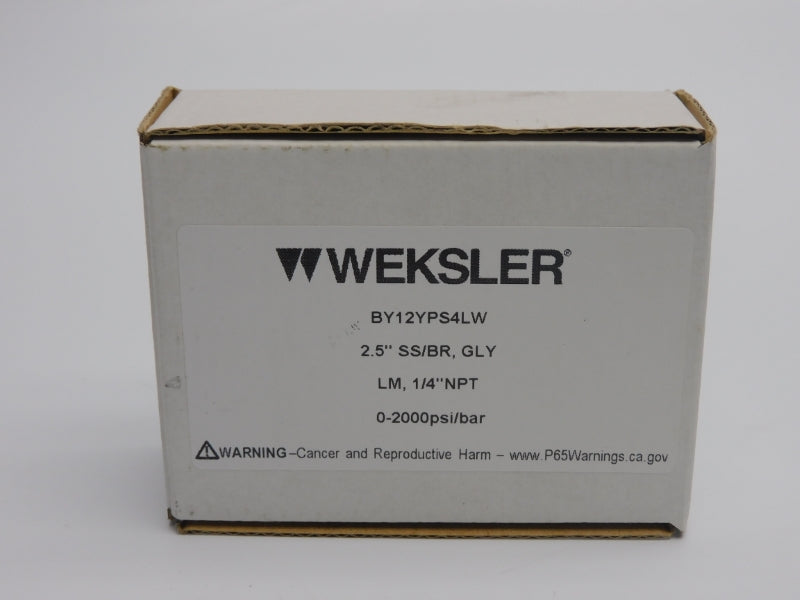 WEKSLER®
BY12YPS4LW
2.5" SS/BR, GLY
LM, 1/4"NPT
0-2000psi/bar
WARNING–Cancer and Reproductive Harm – www.P65Warnings.ca.gov